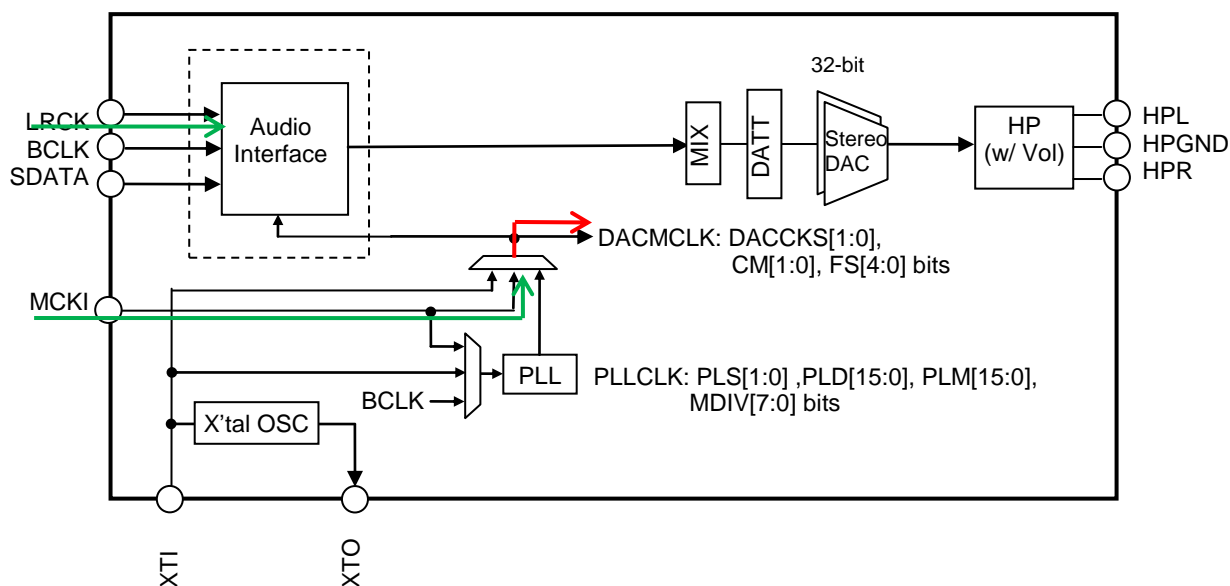 32-bit
LRCK
BCLK
SDATA
Audio
Interface
MIX
DATT
Stereo
DAC
HP
(w/ Vol)
HPL
HPGND
HPR
DACMCLK: DACCKS[1:0],
CM[1:0], FS[4:0] bits
MCKI
BCLK
PLL
PLLCLK: PLS[1:0] ,PLD[15:0], PLM[15:0],
MDIV[7:0] bits
X'tal OSC
XTI
XTO